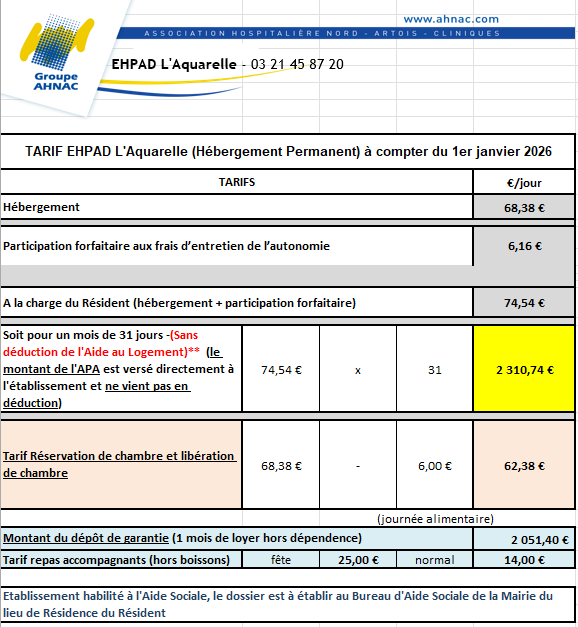 www.ahnac.com
ASSOCIATION HOSPITALIÈRE NORD - ARTOIS - CLINIQUES
Groupe
AHNAC
EHPAD L'Aquarelle - 03 21 45 87 20
TARIF EHPAD L'Aquarelle (Hébergement Permanent) à compter du 1er janvier 2026
TARIFS €/jour
Hébergement 68,38 €
Participation forfaitaire aux frais d'entretien de l'autonomie 6,16 €
A la charge du Résident (hébergement + participation forfaitaire) 74,54 €
Soit pour un mois de 31 jours -(Sans
déduction de l'Aide au Logement)** (le
montant de l'APA est versé directement à
l'établissement et ne vient pas en
déduction)
74,54 € x 31 2 310,74 €
Tarif Réservation de chambre et libération
de chambre
68,38 € - 6,00 € 62,38 €
(journée alimentaire)
Montant du dépôt de garantie (1 mois de loyer hors dépendence) 2 051,40 €
Tarif repas accompagnants (hors boissons) fête 25,00 € normal 14,00 €
Etablissement habilité à l'Aide Sociale, le dossier est à établir au Bureau d'Aide Sociale de la Mairie du
lieu de Résidence du Résident